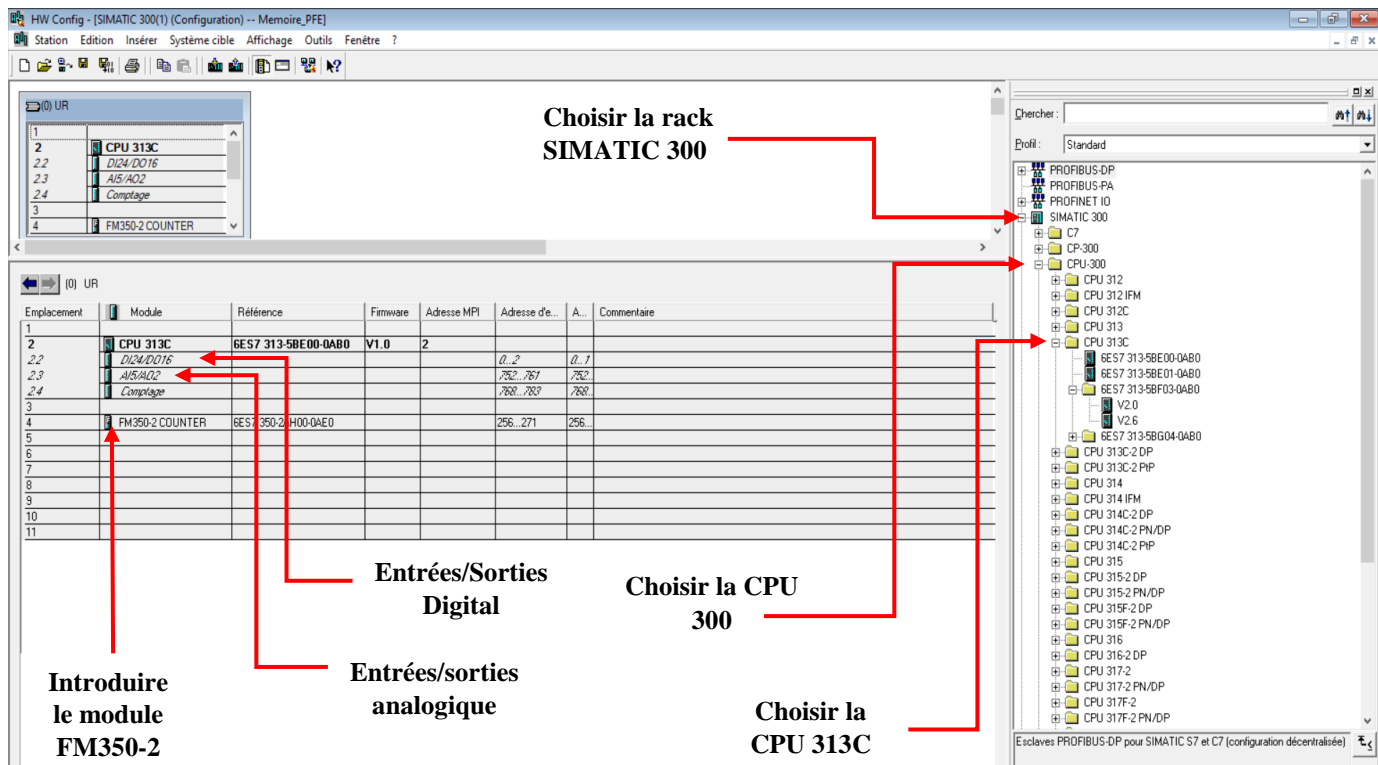 HW Config - [SIMATIC 300(1) (Configuration) -- Memoire_PFE]
Station Edition Insérer Système cible Affichage Outils Fenêtre ?
(0) UR
1
2 CPU 313C
2.2 DI24/DO16
2.3 AI5/AO2
2.4 Comptage
3
4 FM350-2 COUNTER
Choisir la rack
SIMATIC 300
(0) UR
Emplacement Module Référence Firmware Adresse MPI Adresse d'e... A... Commentaire
1
2 CPU 313C 6ES7 313-5BE00-0AB0 V1.0 2
2.2 DI24/DO16 0...2 0...1
2.3 AI5/AO2 752...761 752...
2.4 Comptage 768...783 768...
3
4 FM350-2 COUNTER 6ES7 350-2AH00-0AE0 256...271 256...
5
6
7
8
9
10
11
Entrées/Sorties
Digital
Choisir la CPU
300
Introduire
le module
FM350-2
Entrées/sorties
analogique
Choisir la
CPU 313C
Chercher :
Profil : Standard
PROFIBUS-DP
PROFIBUS-PA
PROFINET IO
SIMATIC 300
C7
CP-300
CPU-300
CPU 312
CPU 312 IFM
CPU 312C
CPU 313
CPU 313C
6ES7 313-5BE00-0AB0
6ES7 313-5BE01-0AB0
6ES7 313-5BF03-0AB0
V2.0
V2.6
6ES7 313-5BG04-0AB0
CPU 313C-2 DP
CPU 313C-2 PtP
CPU 314
CPU 314 IFM
CPU 314C-2 DP
CPU 314C-2 PN/DP
CPU 314C-2 PtP
CPU 315
CPU 315-2 DP
CPU 315-2 PN/DP
CPU 315F-2 DP
CPU 315F-2 PN/DP
CPU 316
CPU 316-2 DP
CPU 317-2
CPU 317-2 PN/DP
CPU 317F-2
CPU 317F-2 PN/DP
Esclaves PROFIBUS-DP pour SIMATIC S7 et C7 (configuration décentralisée)